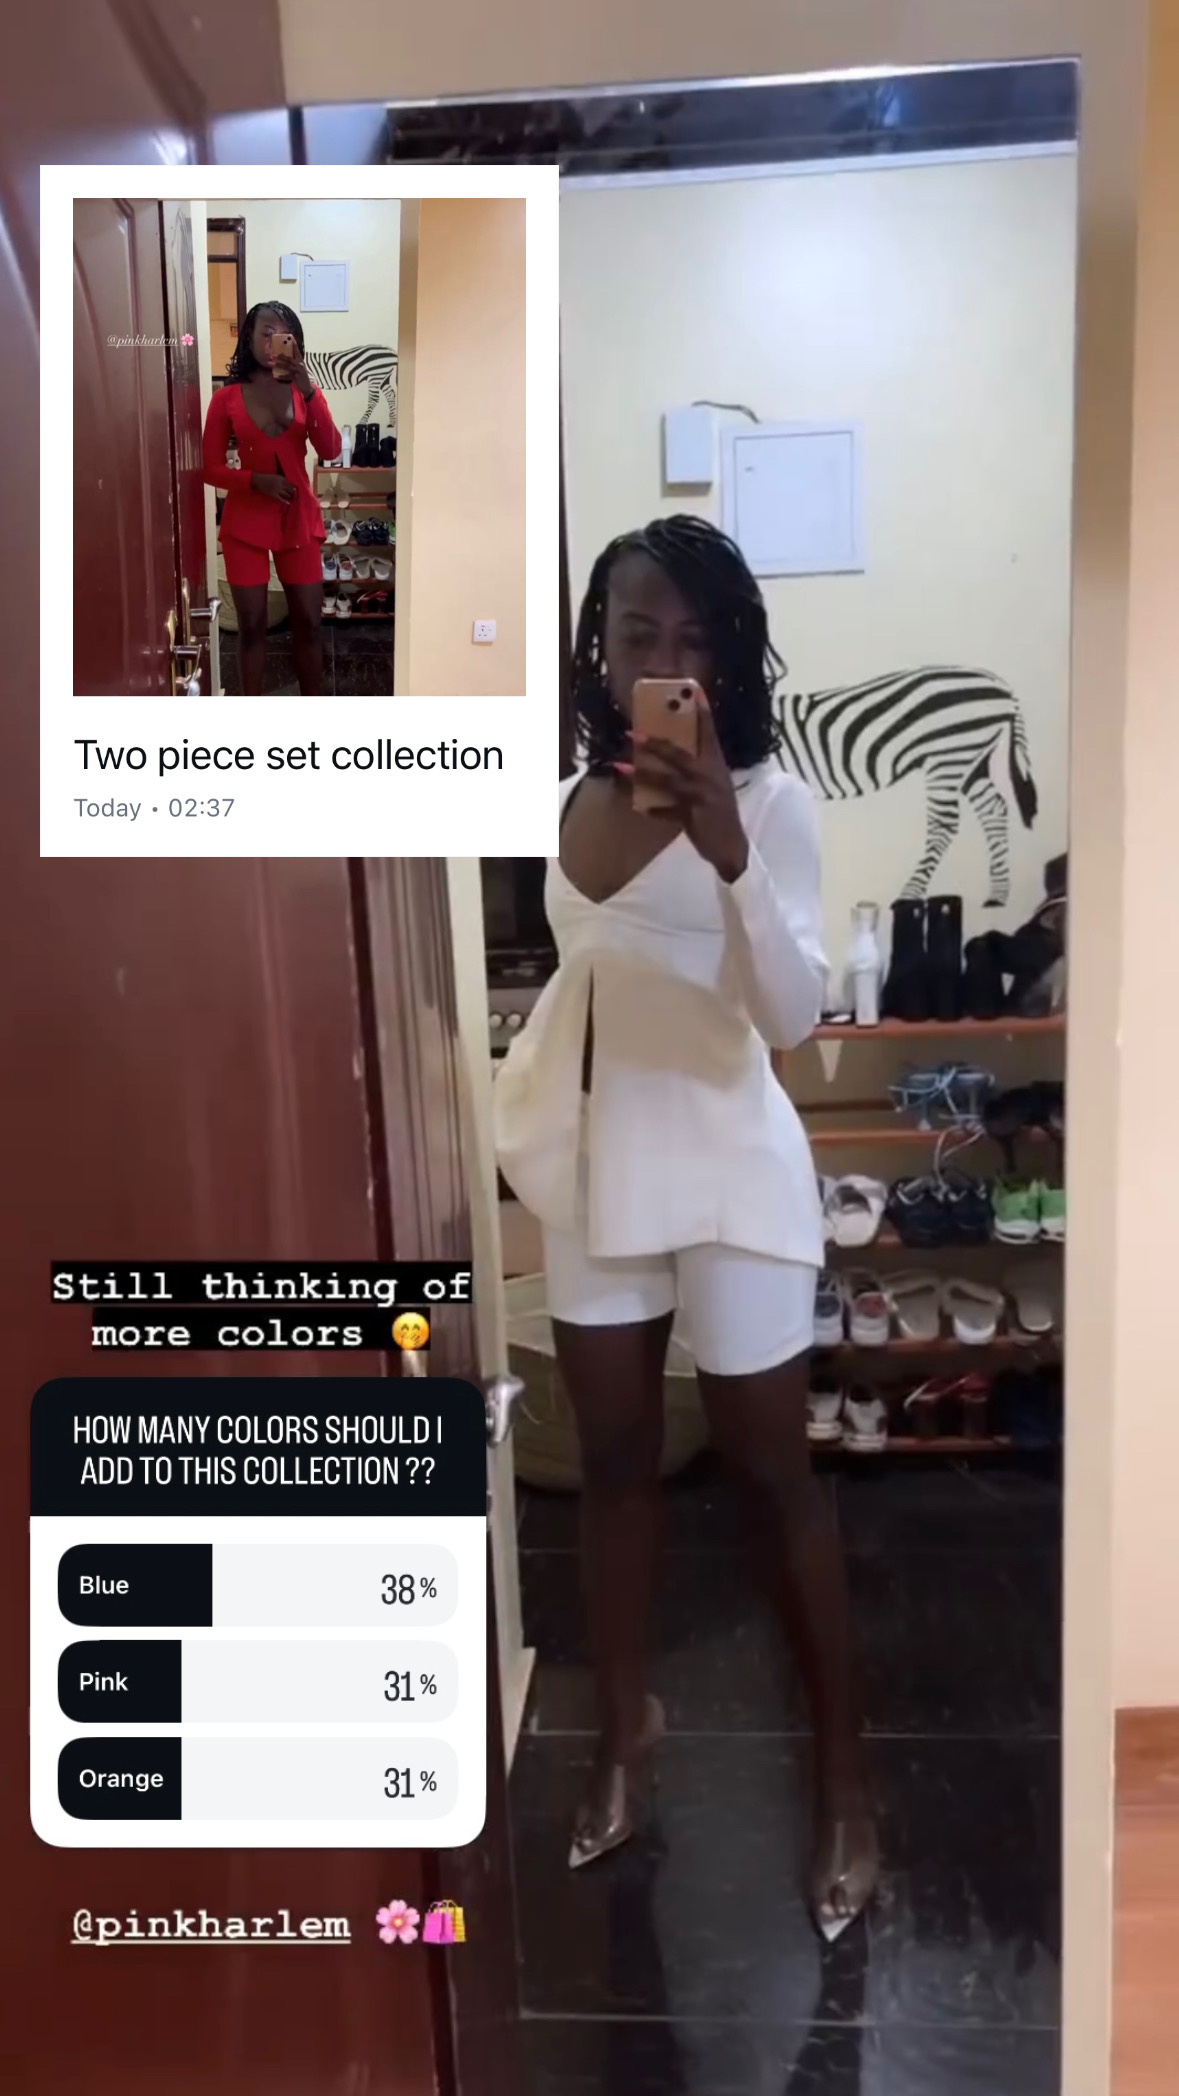 @pinkharlem🌸
Two piece set collection
Today • 02:37
Still thinking of
more colors 🤭
HOW MANY COLORS SHOULD I
ADD TO THIS COLLECTION ??
Blue 38%
Pink 31%
Orange 31%
@pinkharlem 🌸🛍️